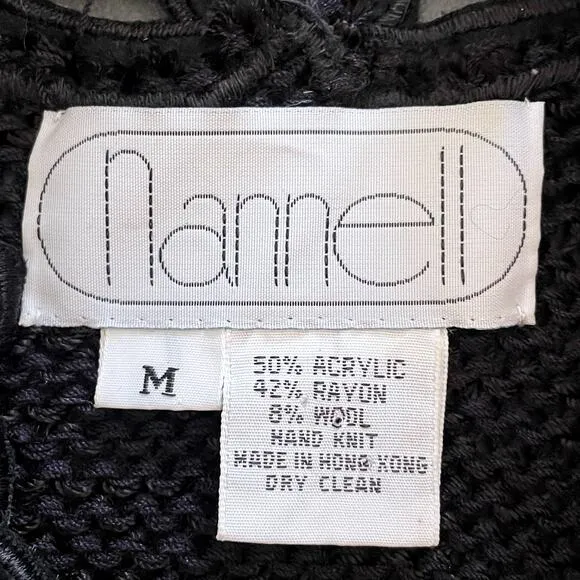 Nannell
M
50% ACRYLIC
42% RAYON
8% WOOL
HAND KNIT
MADE IN HONG KONG
DRY CLEAN